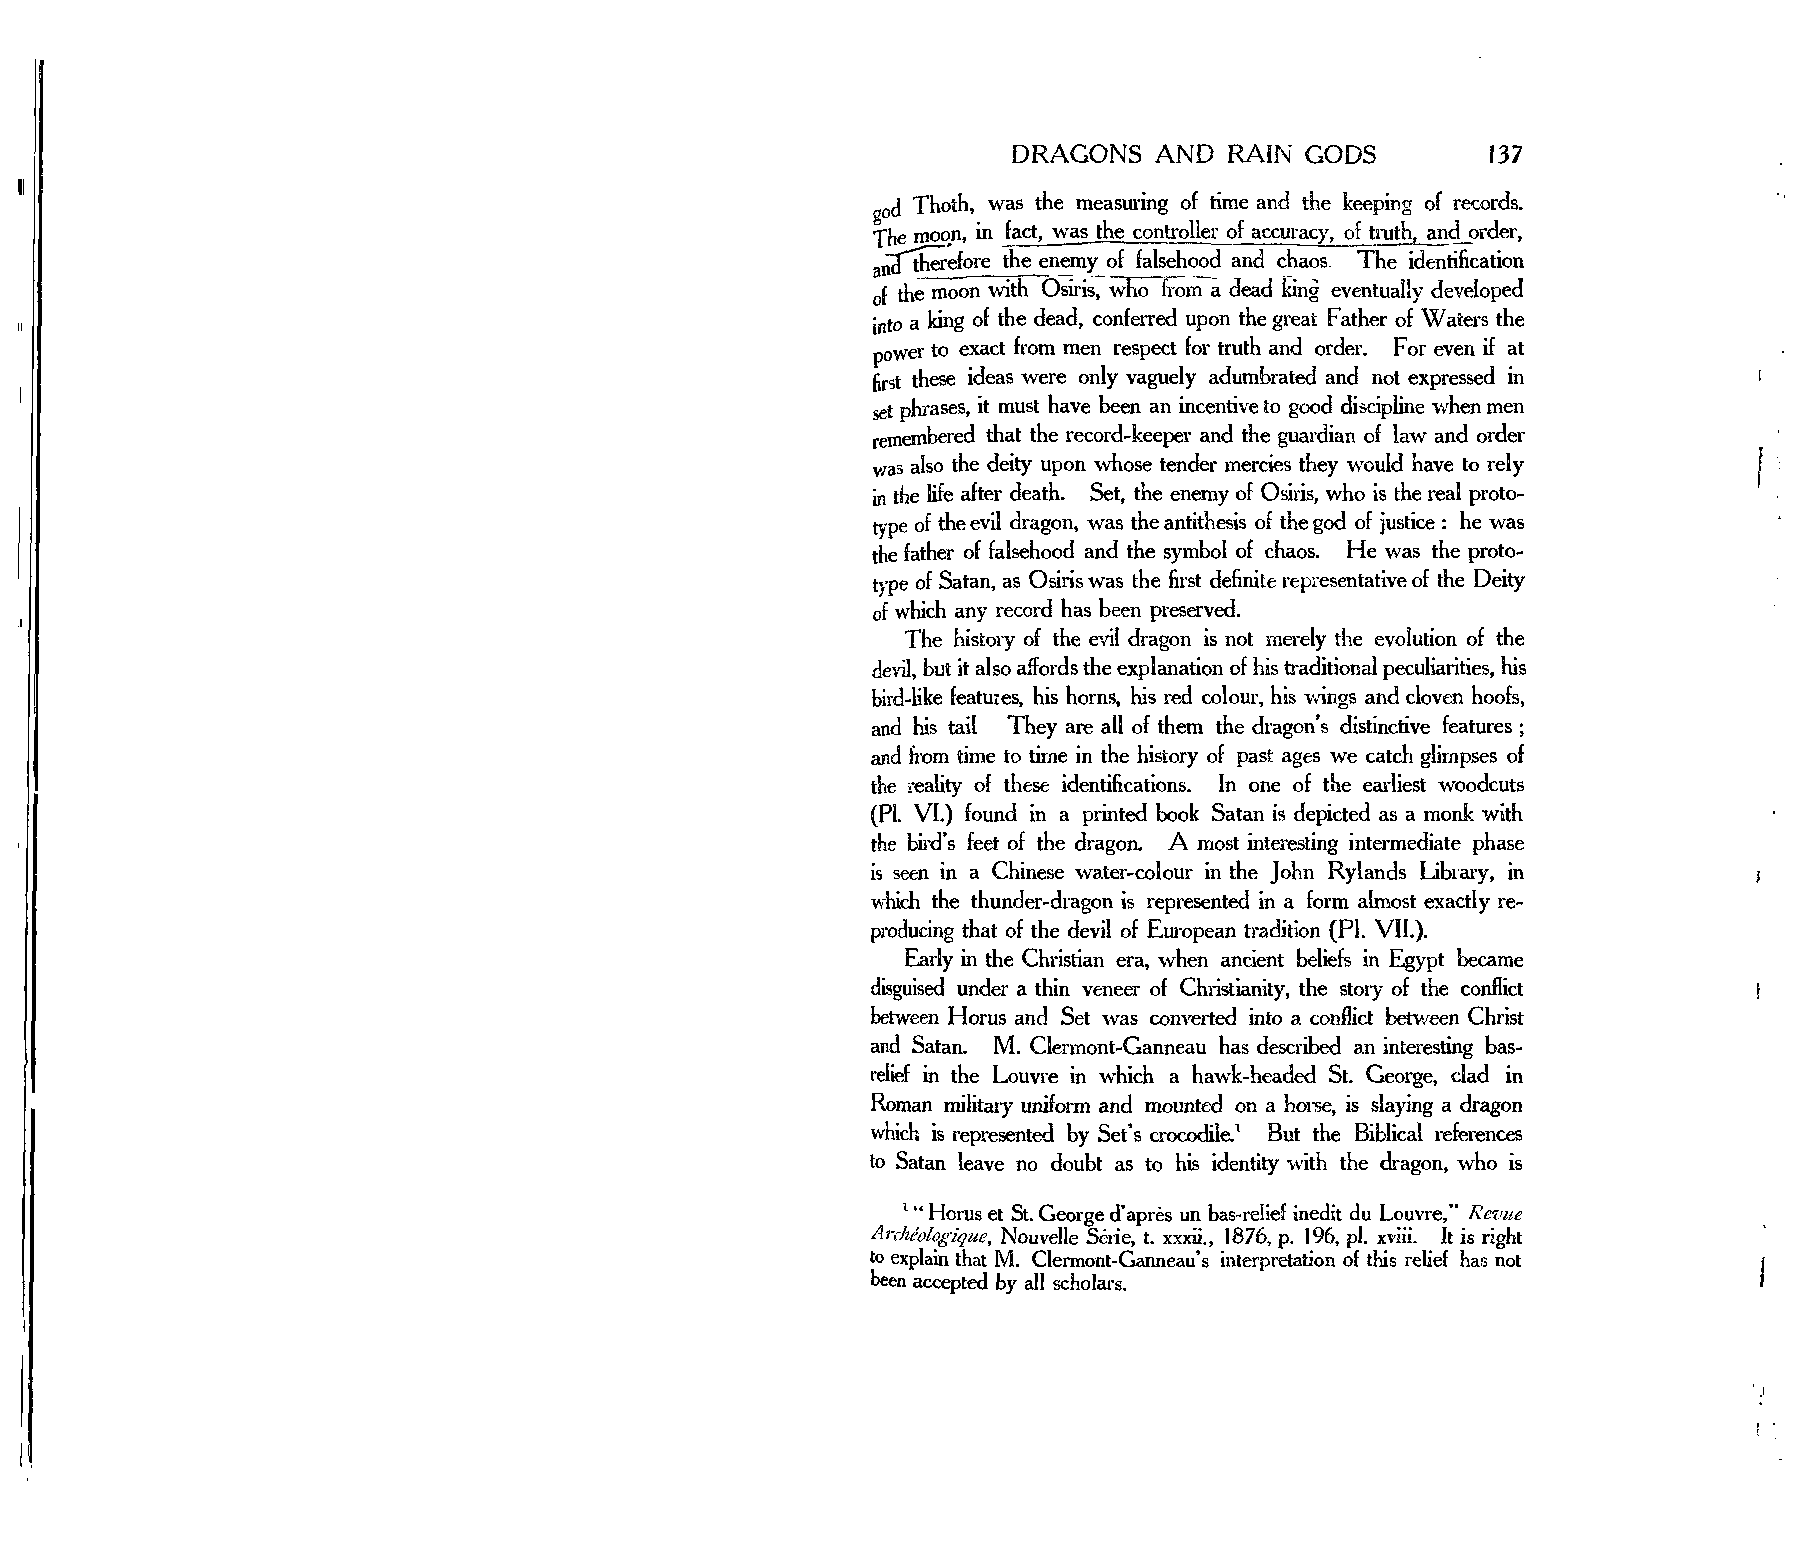 DRAGONS AND RAIN GODS 137
god Thoth, was the measuring of time and the keeping of records.
The moon, in fact, was the controller of accuracy, of truth, and order,
and therefore the enemy of falsehood and chaos. The identification
of the moon with Osiris, who from a dead king eventually developed
into a king of the dead, conferred upon the great Father of Waters the
power to exact from men respect for truth and order. For even if at
first these ideas were only vaguely adumbrated and not expressed in
set phrases, it must have been an incentive to good discipline when men
remembered that the record-keeper and the guardian of law and order
was also the deity upon whose tender mercies they would have to rely
in the life after death. Set, the enemy of Osiris, who is the real proto-
type of the evil dragon, was the antithesis of the god of justice : he was
the father of falsehood and the symbol of chaos. He was the proto-
type of Satan, as Osiris was the first definite representative of the Deity
of which any record has been preserved.
The history of the evil dragon is not merely the evolution of the
devil, but it also affords the explanation of his traditional peculiarities, his
bird-like features, his horns, his red colour, his wings and cloven hoofs,
and his tail They are all of them the dragon's distinctive features ;
and from time to time in the history of past ages we catch glimpses of
the reality of these identifications. In one of the earliest woodcuts
(Pl. VI.) found in a printed book Satan is depicted as a monk with
the bird's feet of the dragon. A most interesting intermediate phase
is seen in a Chinese water-colour in the John Rylands Library, in
which the thunder-dragon is represented in a form almost exactly re-
producing that of the devil of European tradition (Pl. VII.).
Early in the Christian era, when ancient beliefs in Egypt became
disguised under a thin veneer of Christianity, the story of the conflict
between Horus and Set was converted into a conflict between Christ
and Satan. M. Clermont-Ganneau has described an interesting bas-
relief in the Louvre in which a hawk-headed St. George, clad in
Roman military uniform and mounted on a horse, is slaying a dragon
which is represented by Set's crocodile.¹ But the Biblical references
to Satan leave no doubt as to his identity with the dragon, who is
¹ " Horus et St. George d'après un bas-relief inedit du Louvre," Revue
Archéologique, Nouvelle Série, t. xxxii., 1876, p. 196, pl. xviii. It is right
to explain that M. Clermont-Ganneau's interpretation of this relief has not
been accepted by all scholars.